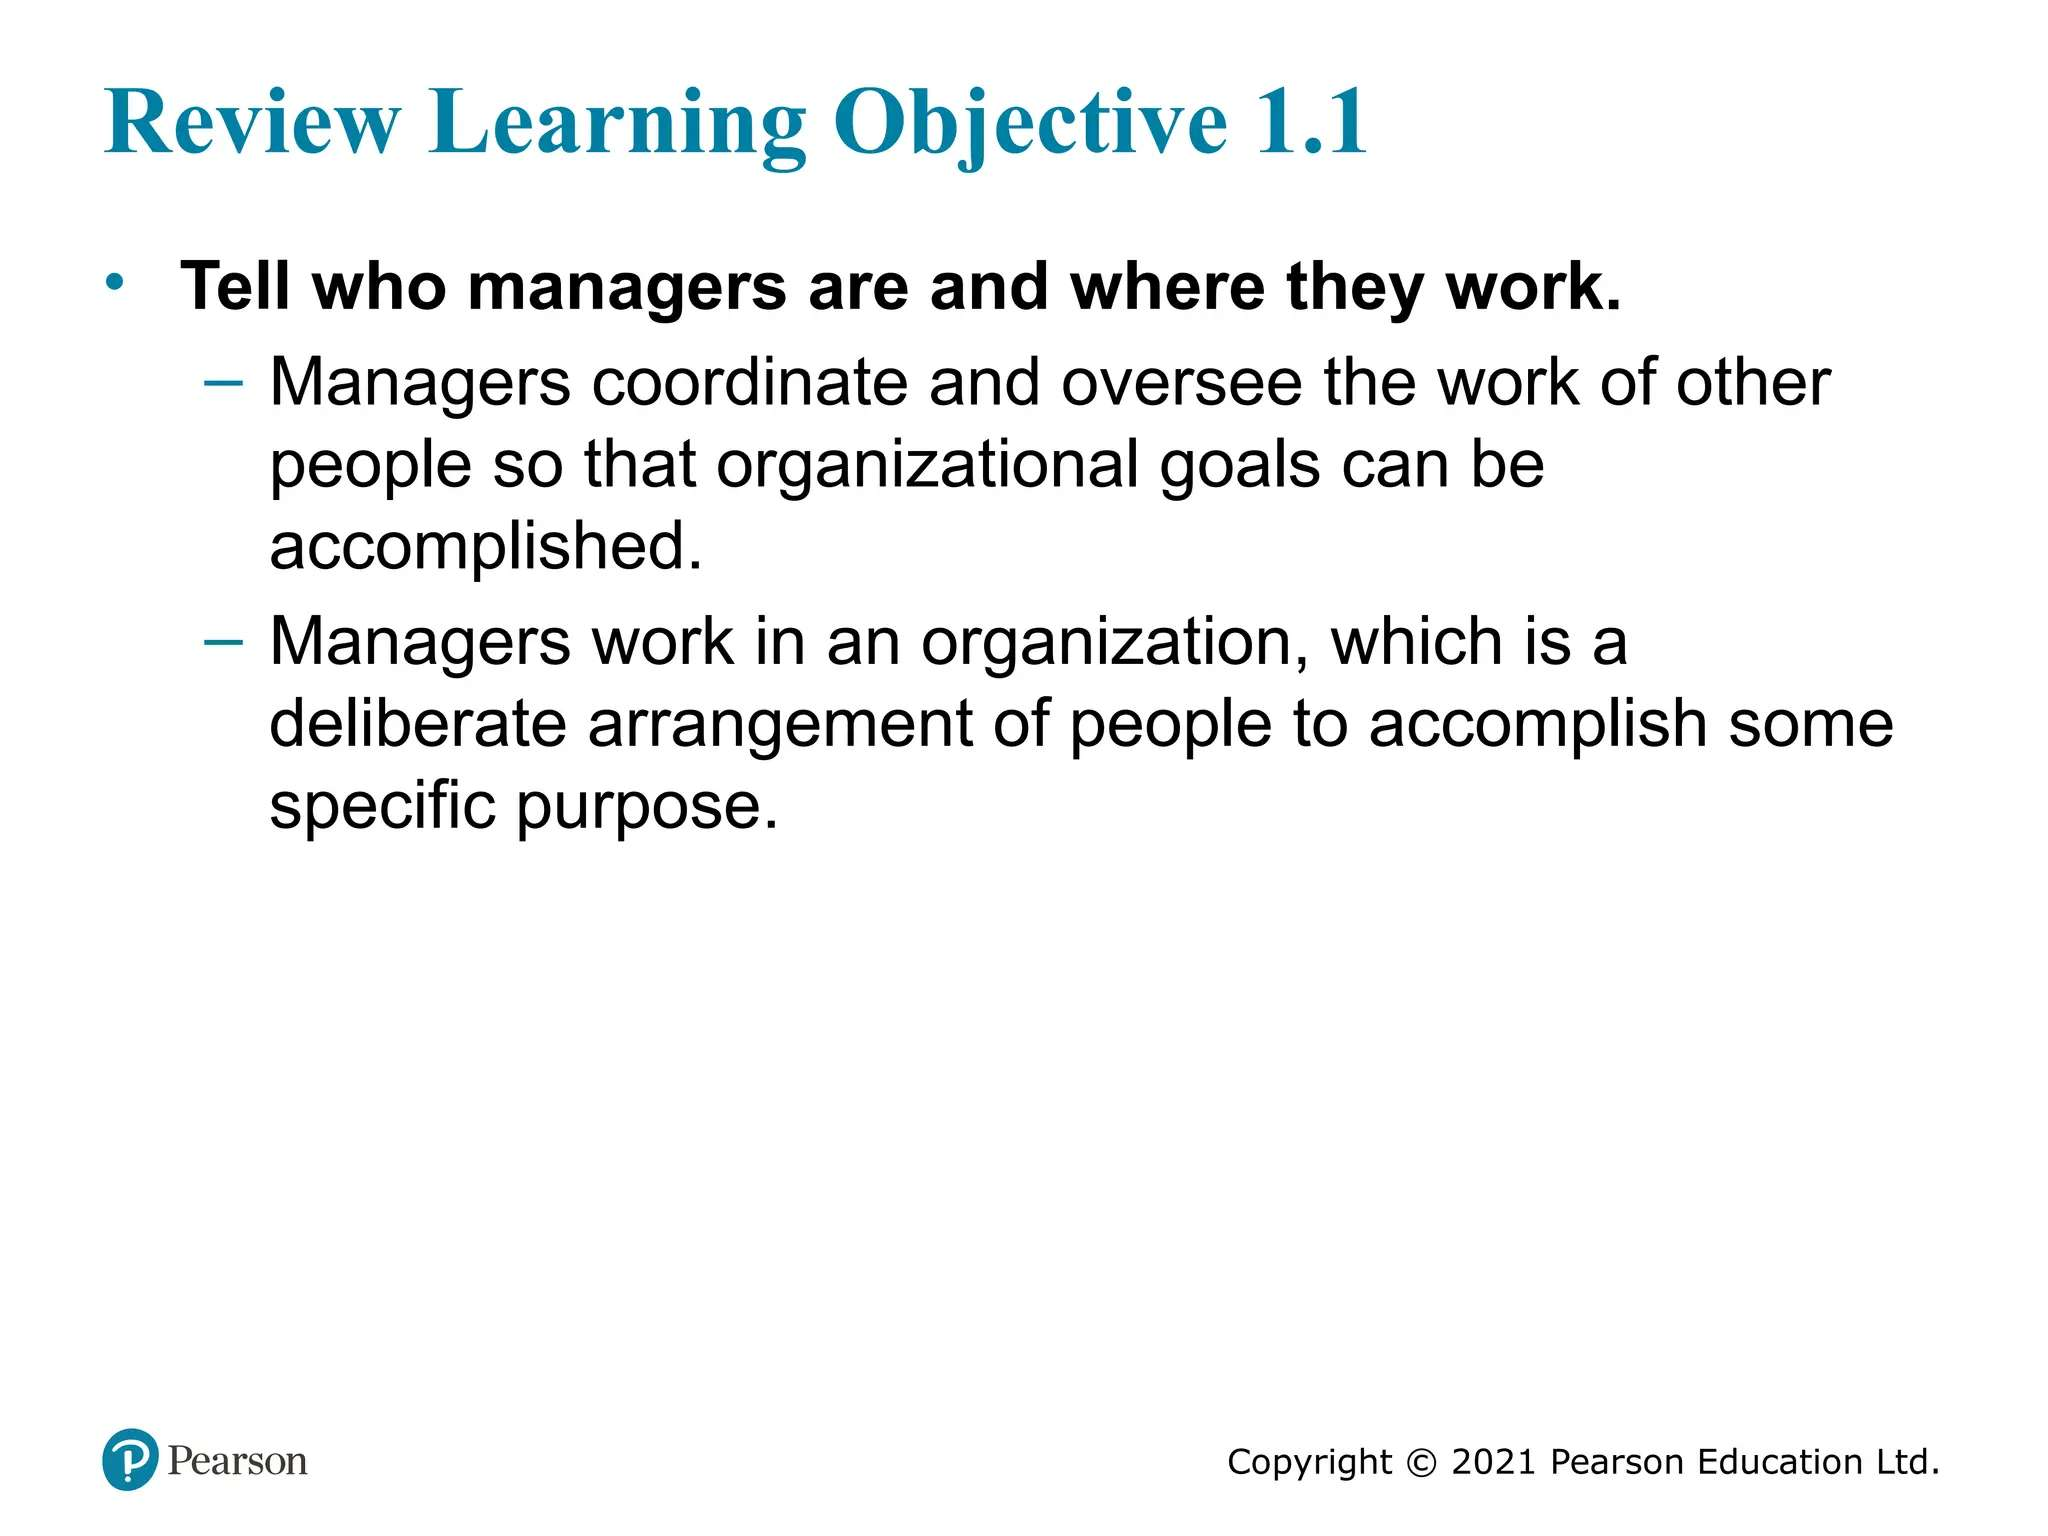 Review Learning Objective 1.1
• Tell who managers are and where they work.
– Managers coordinate and oversee the work of other
people so that organizational goals can be
accomplished.
– Managers work in an organization, which is a
deliberate arrangement of people to accomplish some
specific purpose.
Pearson
Copyright © 2021 Pearson Education Ltd.